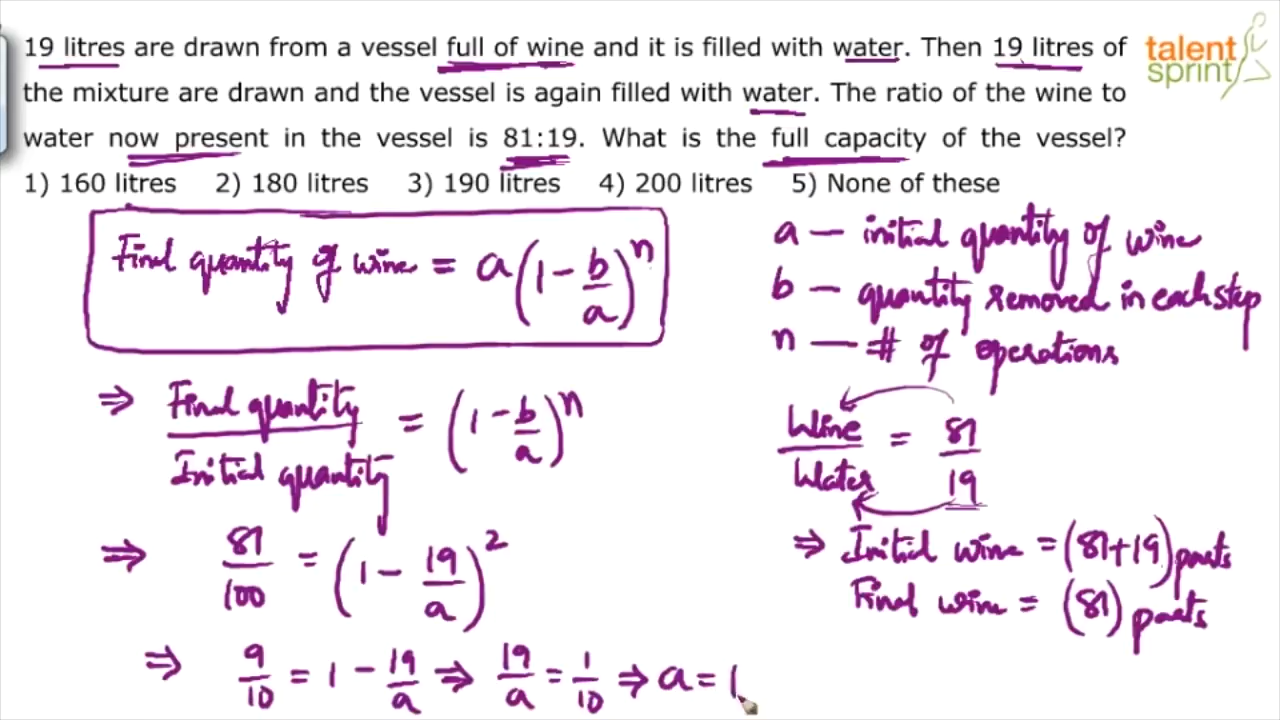 19 litres are drawn from a vessel full of wine and it is filled with water. Then 19 litres of
the mixture are drawn and the vessel is again filled with water. The ratio of the wine to
water now present in the vessel is 81:19. What is the full capacity of the vessel?
1) 160 litres 2) 180 litres 3) 190 litres 4) 200 litres 5) None of these
talent
sprint
Final quantity of wine = a(1 - b/a)^n
a — initial quantity of wine
b — quantity removed in each step
n — # of operations
⇒ Final quantity / Initial quantity = (1 - b/a)^n
Wine / Water = 81 / 19
⇒ 81/100 = (1 - 19/a)^2
⇒ Initial wine = (81+19) parts
Final wine = (81) parts
⇒ 9/10 = 1 - 19/a ⇒ 19/a = 1/10 ⇒ a = 1